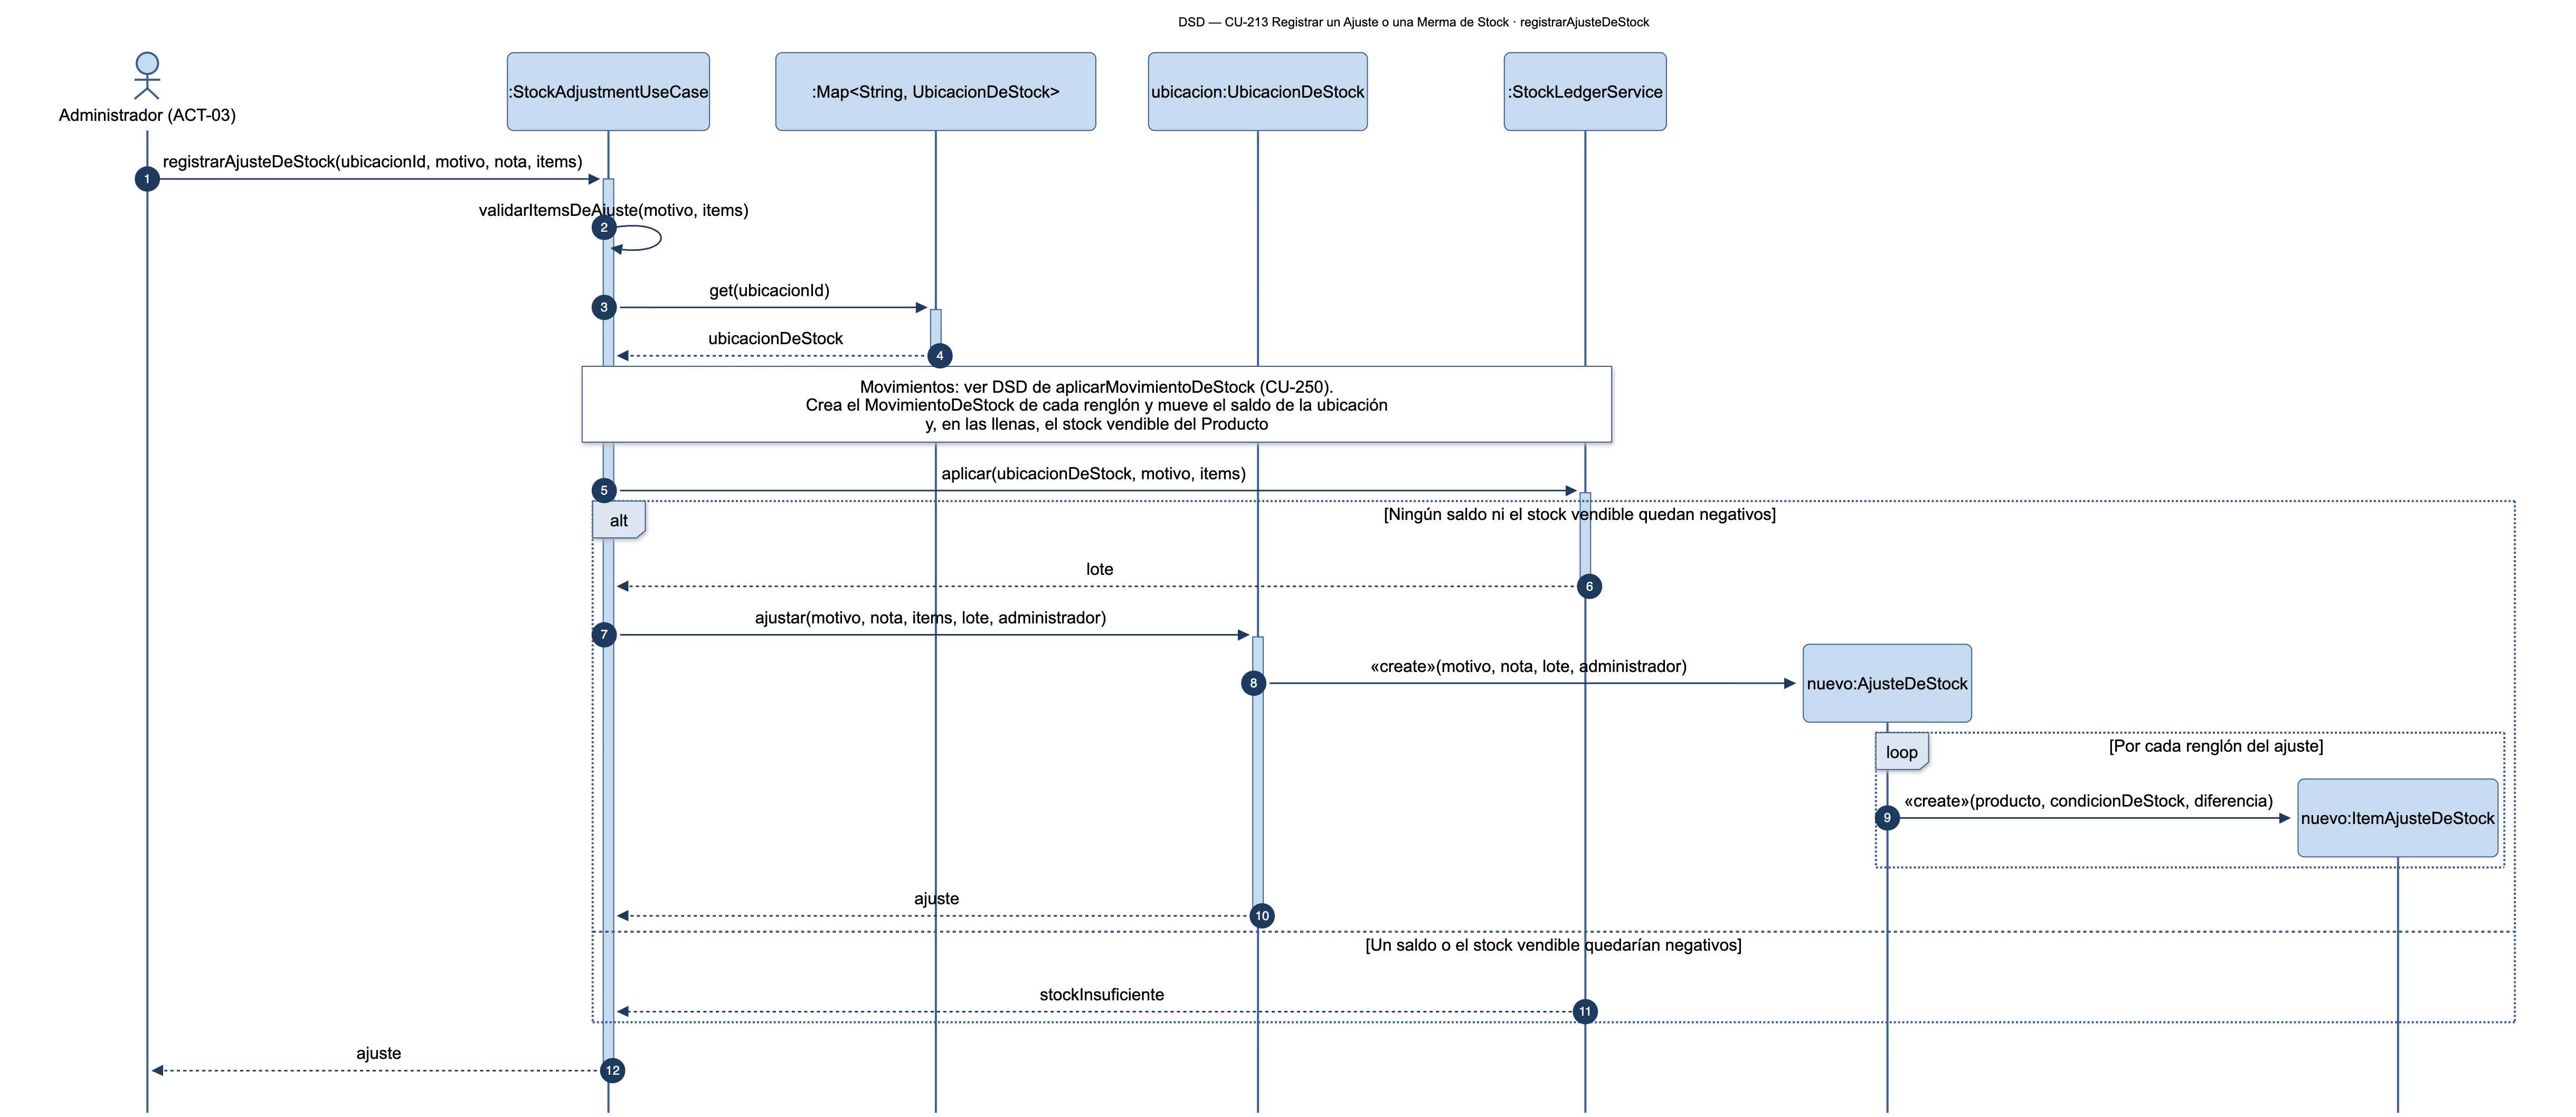 DSD — CU-213 Registrar un Ajuste o una Merma de Stock · registrarAjusteDeStock
Administrador (ACT-03)
:StockAdjustmentUseCase
:Map<String, UbicacionDeStock>
ubicacion:UbicacionDeStock
:StockLedgerService
1
registrarAjusteDeStock(ubicacionId, motivo, nota, items)
validarItemsDeAjuste(motivo, items)
2
3
get(ubicacionId)
ubicacionDeStock
4
Movimientos: ver DSD de aplicarMovimientoDeStock (CU-250).
Crea el MovimientoDeStock de cada renglón y mueve el saldo de la ubicación
y, en las llenas, el stock vendible del Producto
aplicar(ubicacionDeStock, motivo, items)
5
alt
[Ningún saldo ni el stock vendible quedan negativos]
lote
6
ajustar(motivo, nota, items, lote, administrador)
7
«create»(motivo, nota, lote, administrador)
8
nuevo:AjusteDeStock
loop
[Por cada renglón del ajuste]
«create»(producto, condicionDeStock, diferencia)
9
nuevo:ItemAjusteDeStock
ajuste
10
[Un saldo o el stock vendible quedarían negativos]
stockInsuficiente
11
ajuste
12